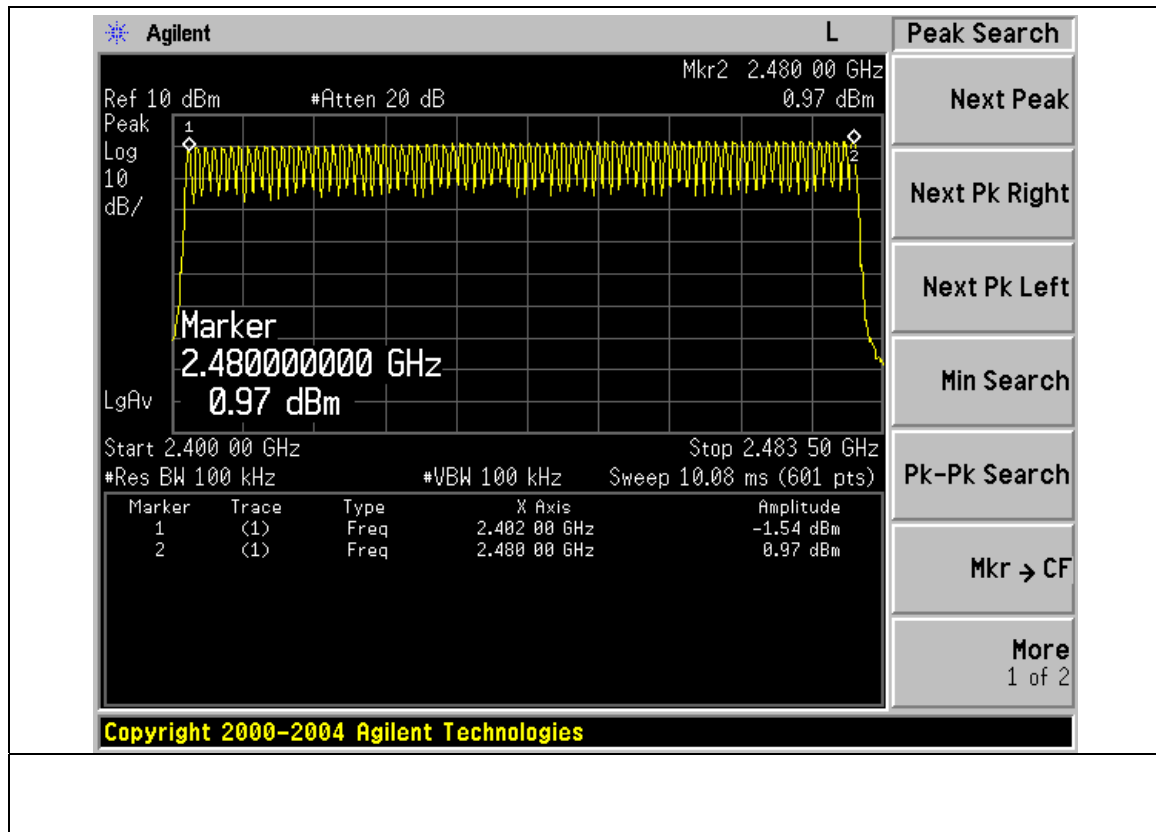 Agilent L Peak Search
Mkr2 2.480 00 GHz
Ref 10 dBm #Atten 20 dB 0.97 dBm
Peak
Log
10
dB/
1
2
Marker
2.480000000 GHz
0.97 dBm
LgAv
Start 2.400 00 GHz Stop 2.483 50 GHz
#Res BW 100 kHz #VBW 100 kHz Sweep 10.08 ms (601 pts)
Marker Trace Type X Axis Amplitude
1 (1) Freq 2.402 00 GHz -1.54 dBm
2 (1) Freq 2.480 00 GHz 0.97 dBm
Next Peak
Next Pk Right
Next Pk Left
Min Search
Pk-Pk Search
Mkr → CF
More
1 of 2
Copyright 2000-2004 Agilent Technologies